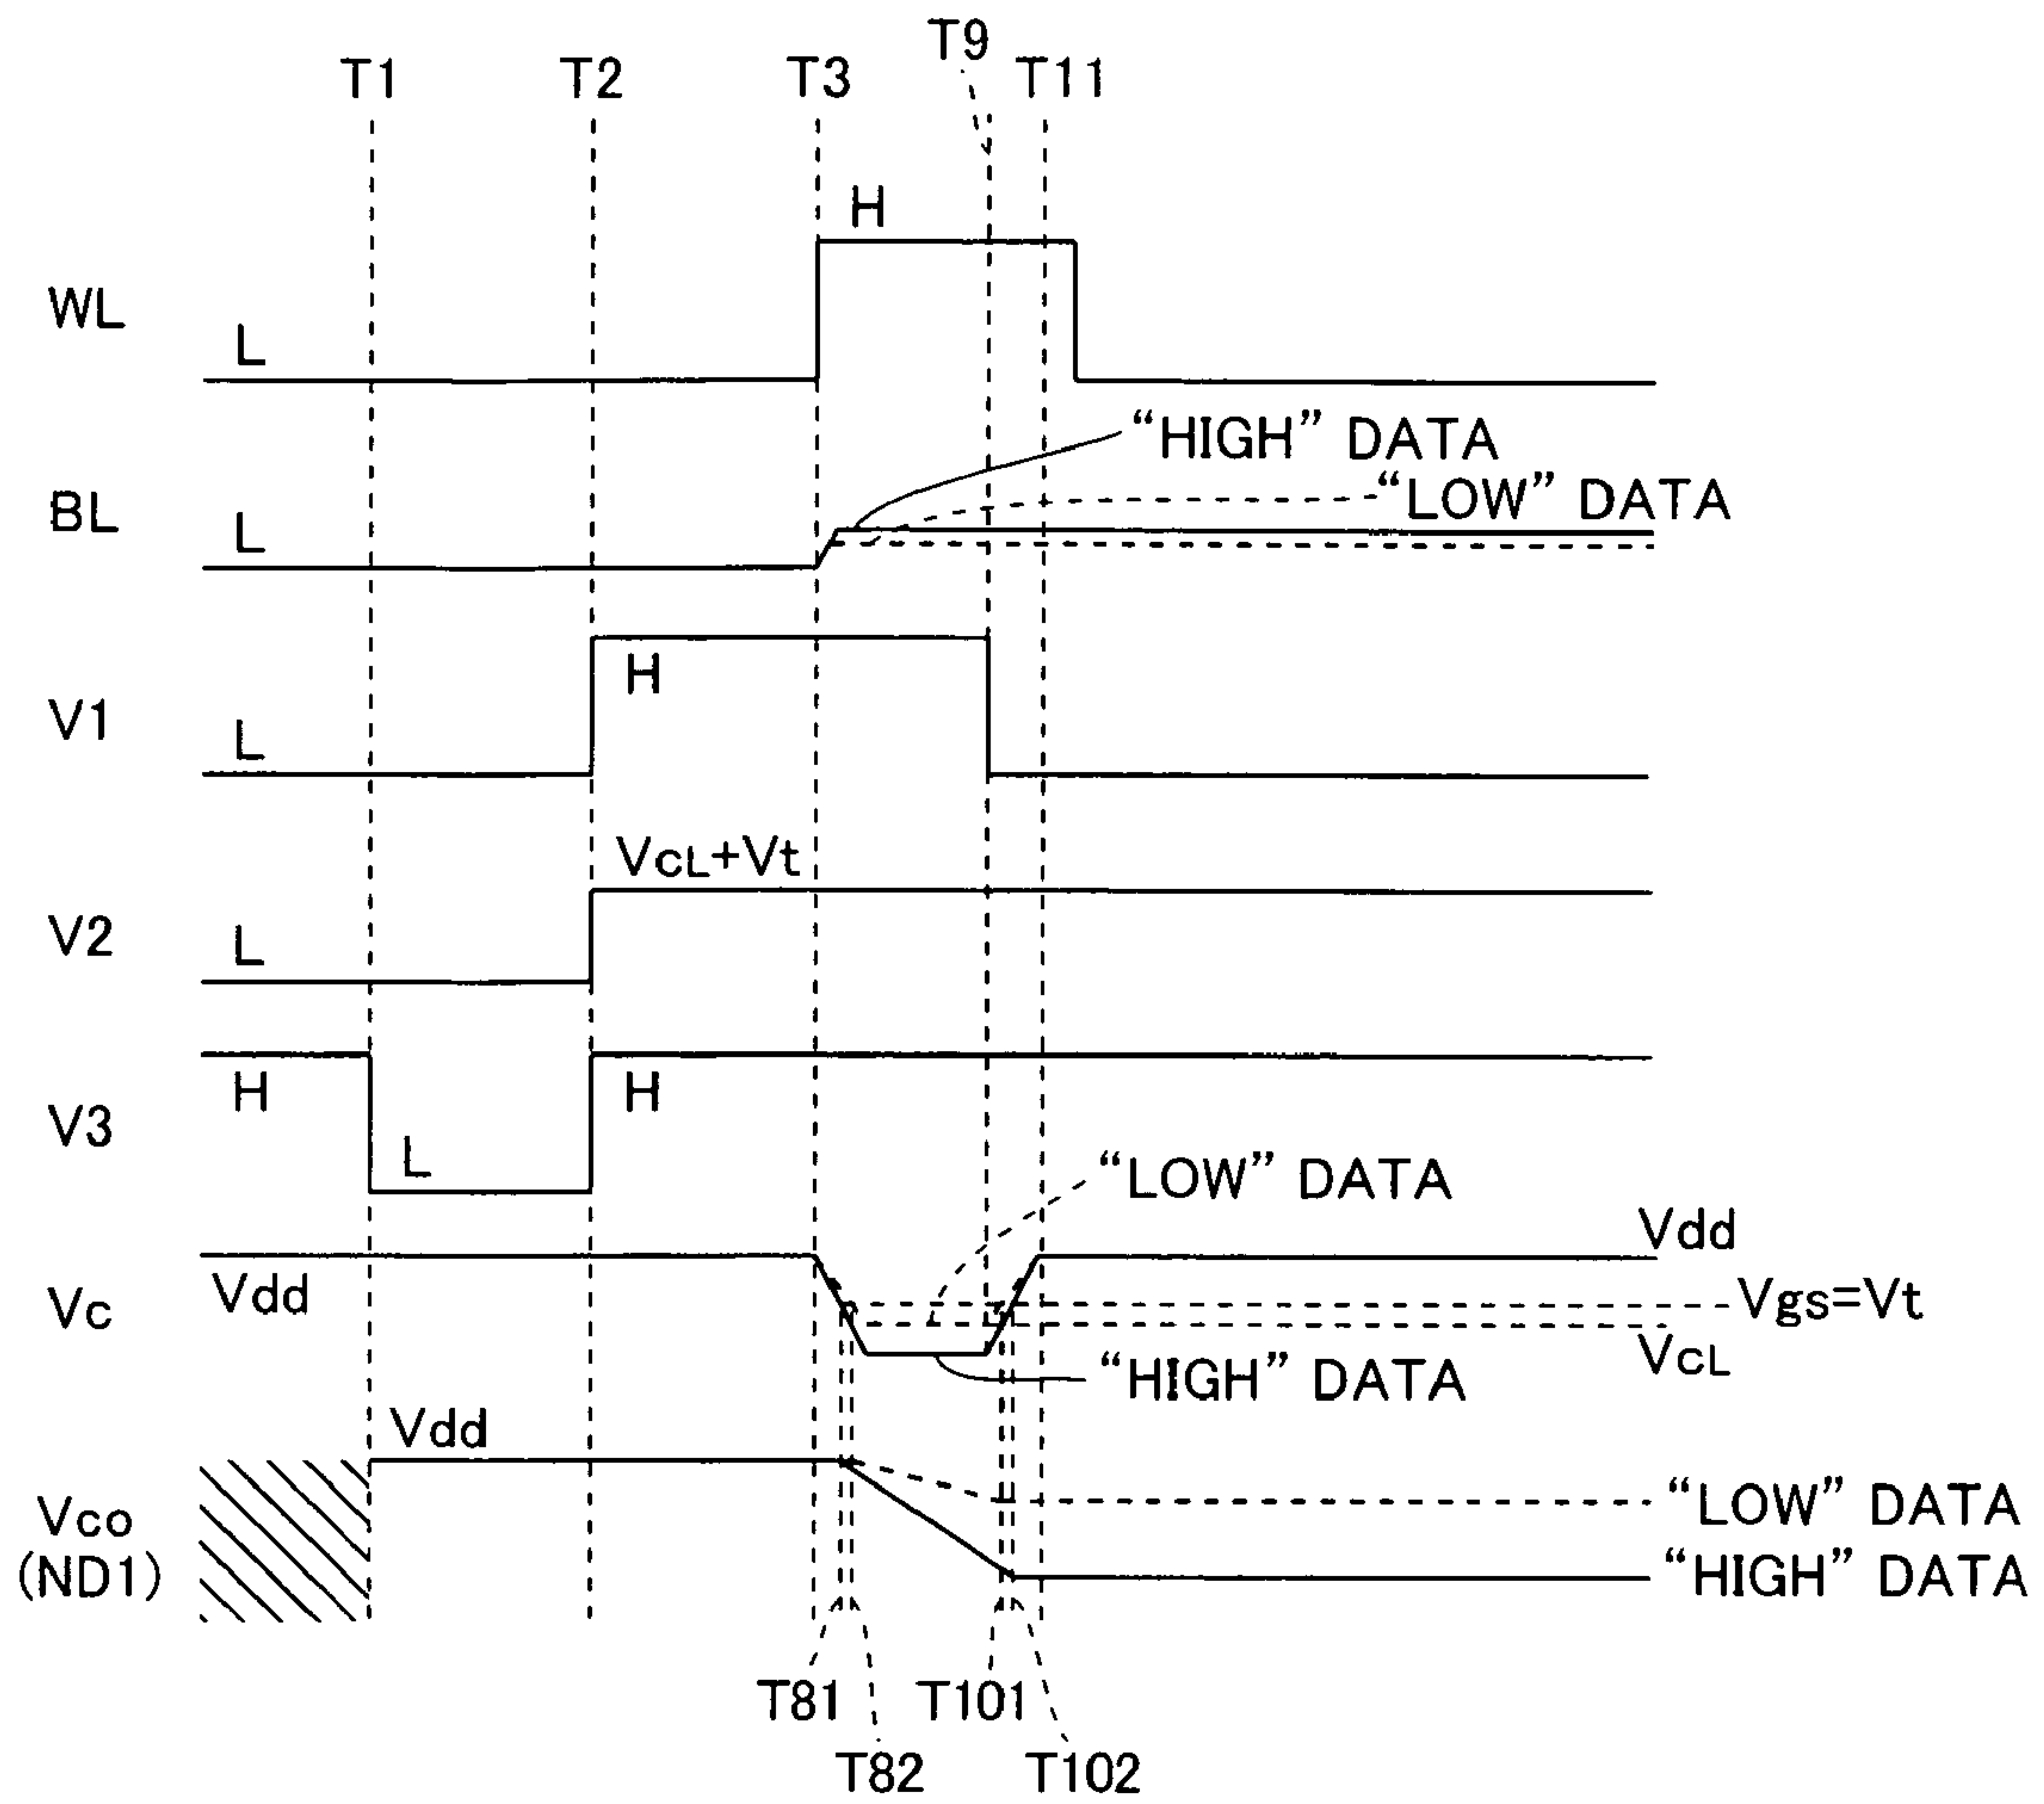 T9
T1 T2 T3 T11
H
WL
L
“HIGH” DATA
“LOW” DATA
BL
L
H
V1
L
VCL+Vt
V2
L
H H
V3
L
“LOW” DATA
Vdd
Vdd
Vgs=Vt
Vc
VCL
“HIGH” DATA
Vdd
“LOW” DATA
Vco
(ND1)
“HIGH” DATA
T81 T101
T82 T102